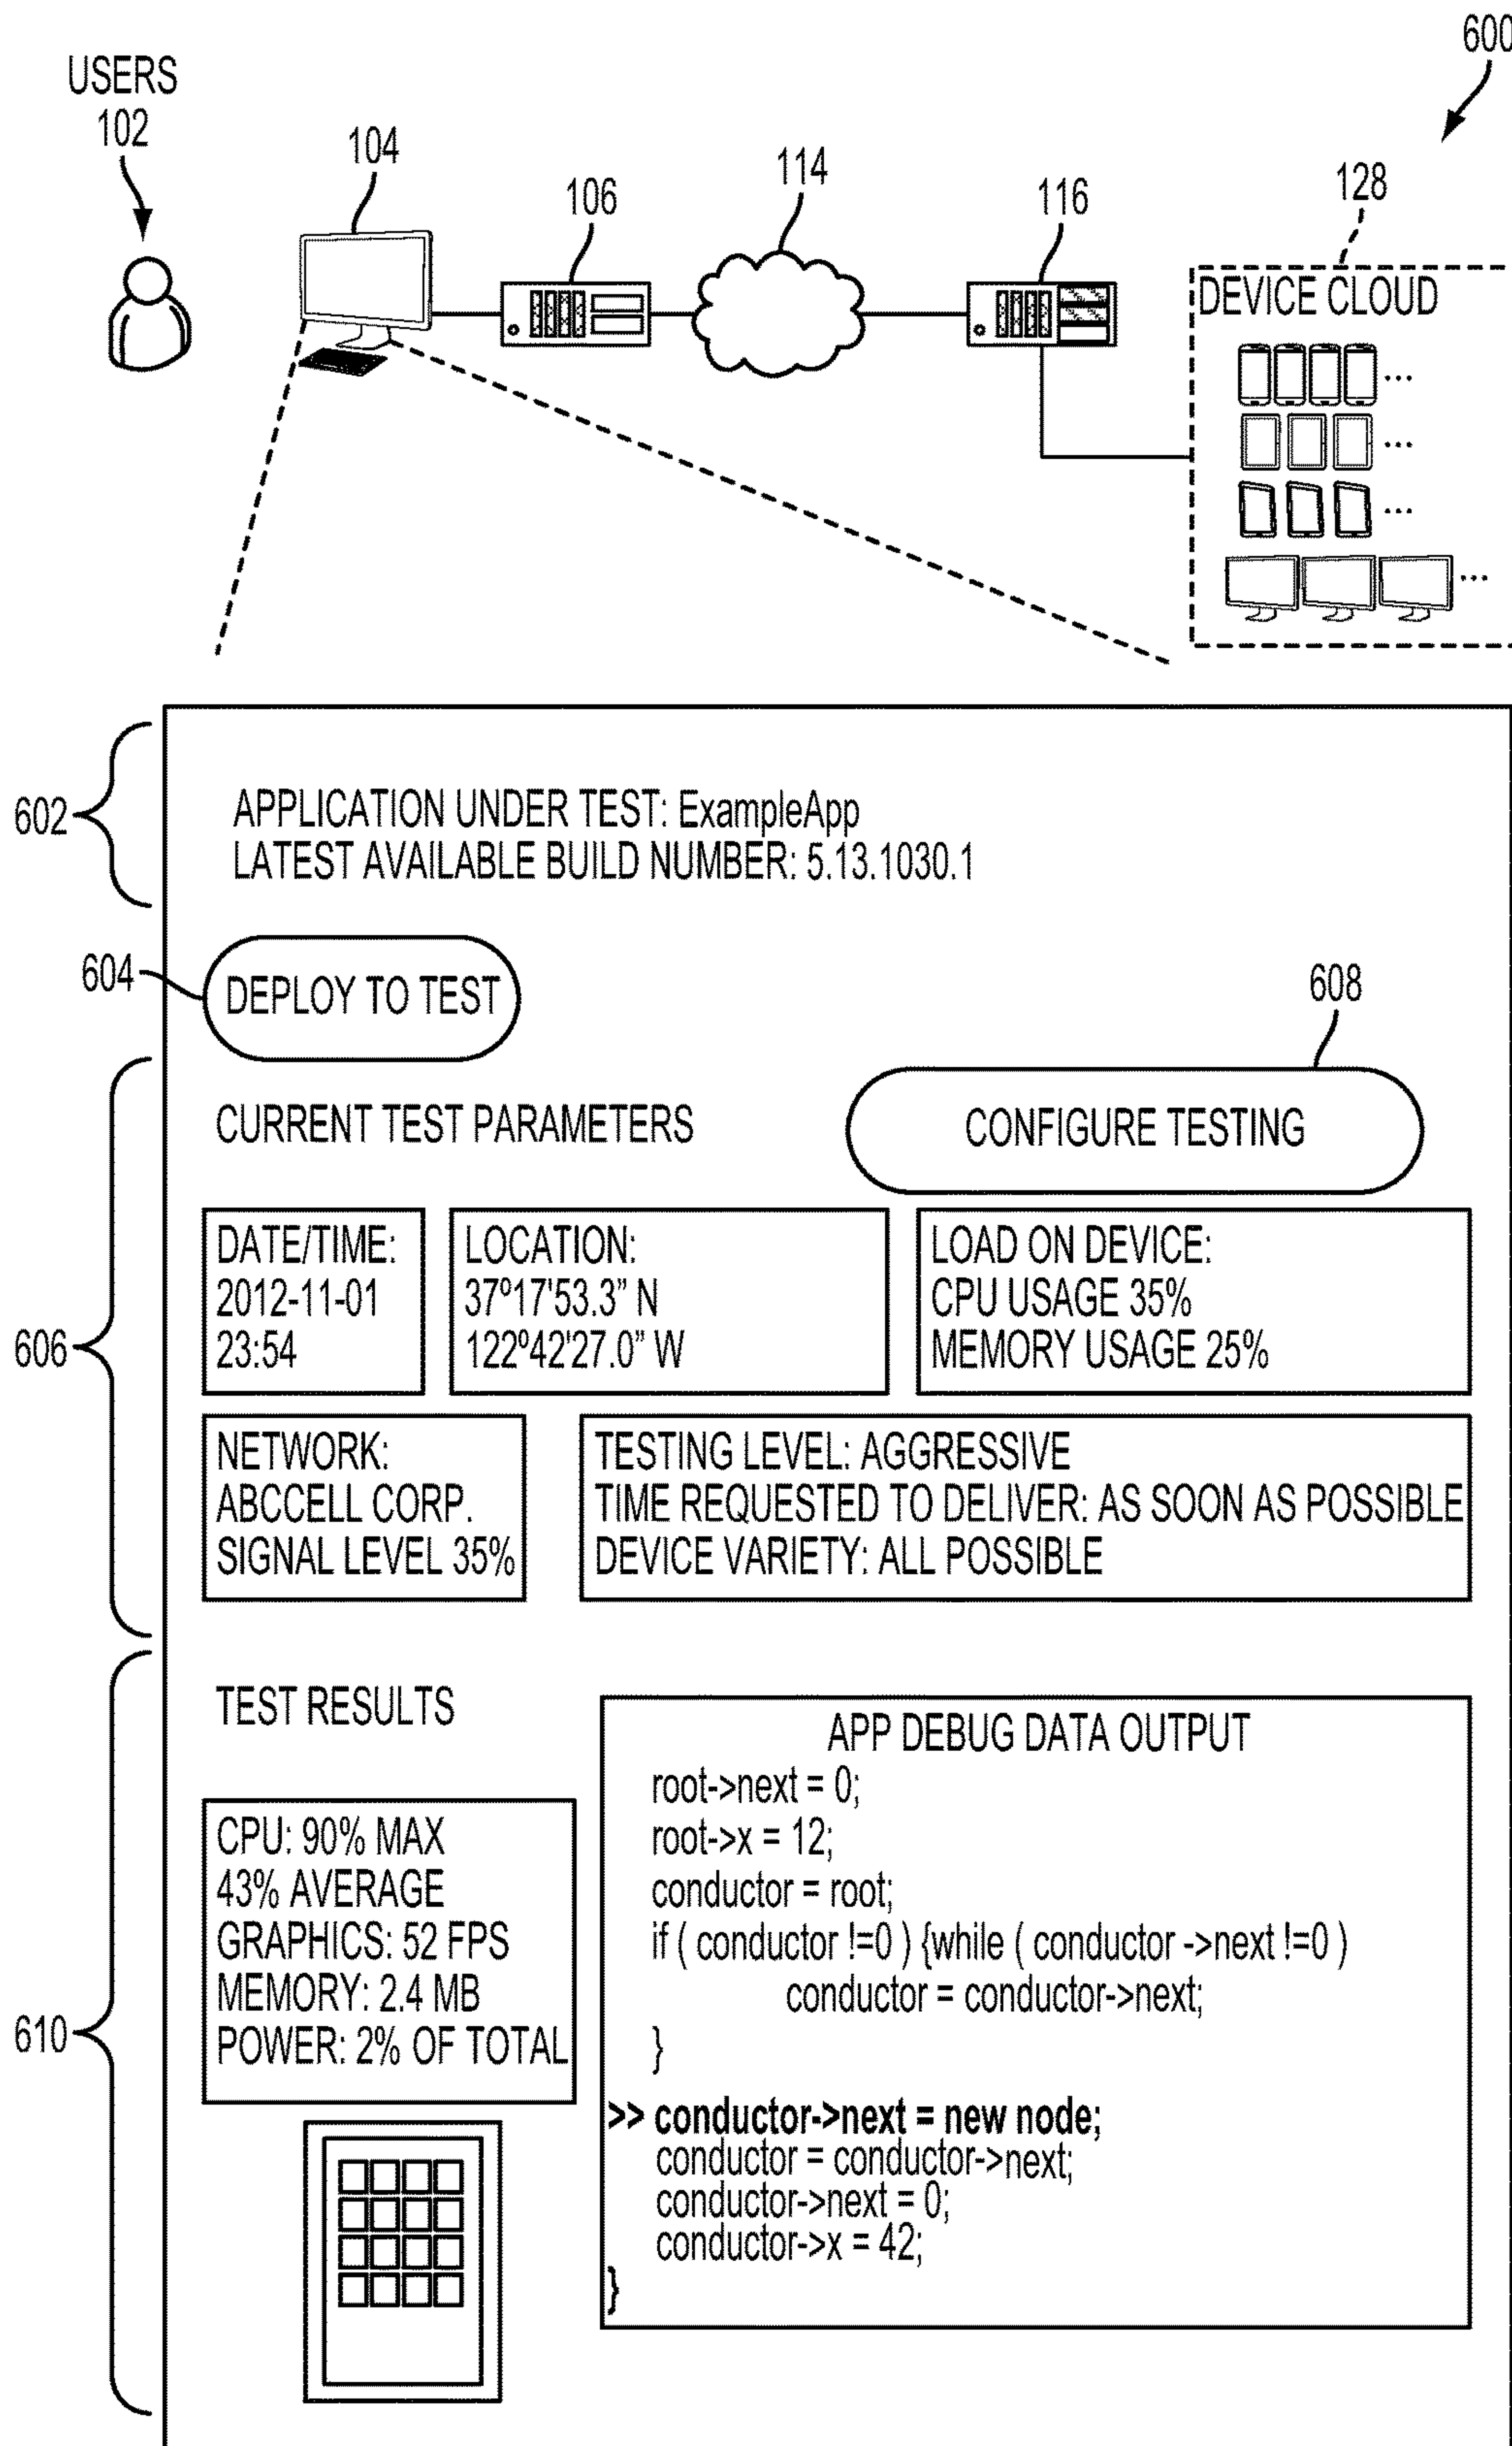 600
USERS
102
104
106
114
116
128
DEVICE CLOUD
...
...
...
...
602
APPLICATION UNDER TEST: ExampleApp
LATEST AVAILABLE BUILD NUMBER: 5.13.1030.1
604
DEPLOY TO TEST
608
606
CURRENT TEST PARAMETERS
CONFIGURE TESTING
DATE/TIME:
2012-11-01
23:54
LOCATION:
37º17'53.3” N
122º42'27.0” W
LOAD ON DEVICE:
CPU USAGE 35%
MEMORY USAGE 25%
NETWORK:
ABCCELL CORP.
SIGNAL LEVEL 35%
TESTING LEVEL: AGGRESSIVE
TIME REQUESTED TO DELIVER: AS SOON AS POSSIBLE
DEVICE VARIETY: ALL POSSIBLE
610
TEST RESULTS
CPU: 90% MAX
43% AVERAGE
GRAPHICS: 52 FPS
MEMORY: 2.4 MB
POWER: 2% OF TOTAL
APP DEBUG DATA OUTPUT
root->next = 0;
root->x = 12;
conductor = root;
if ( conductor !=0 ) {while ( conductor ->next !=0 )
conductor = conductor->next;
}
>> conductor->next = new node;
conductor = conductor->next;
conductor->next = 0;
conductor->x = 42;
}